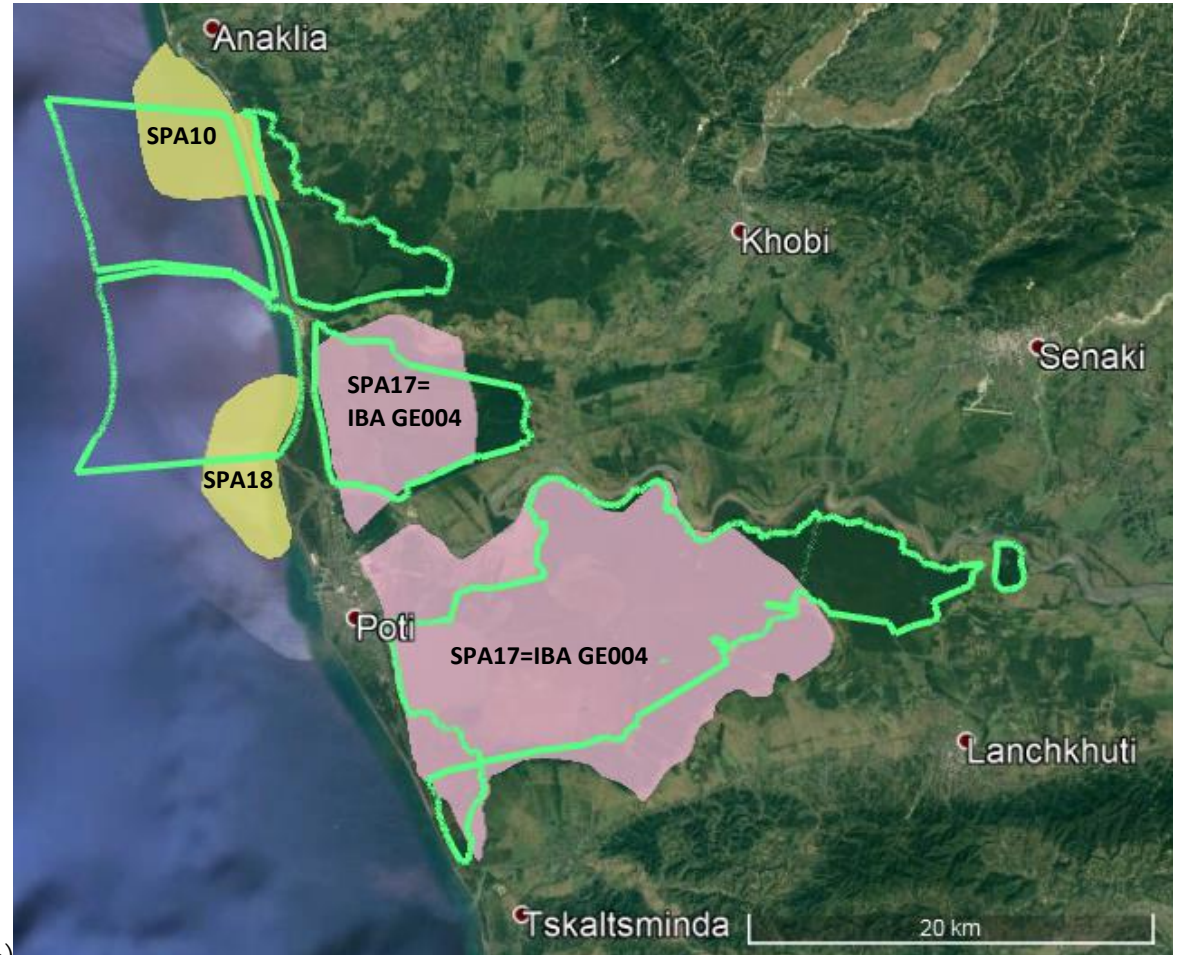 Anaklia
SPA10
Khobi
Senaki
SPA17=
IBA GE004
SPA18
Poti
SPA17=IBA GE004
Lanchkhuti
Tskaltsminda
20 km
)